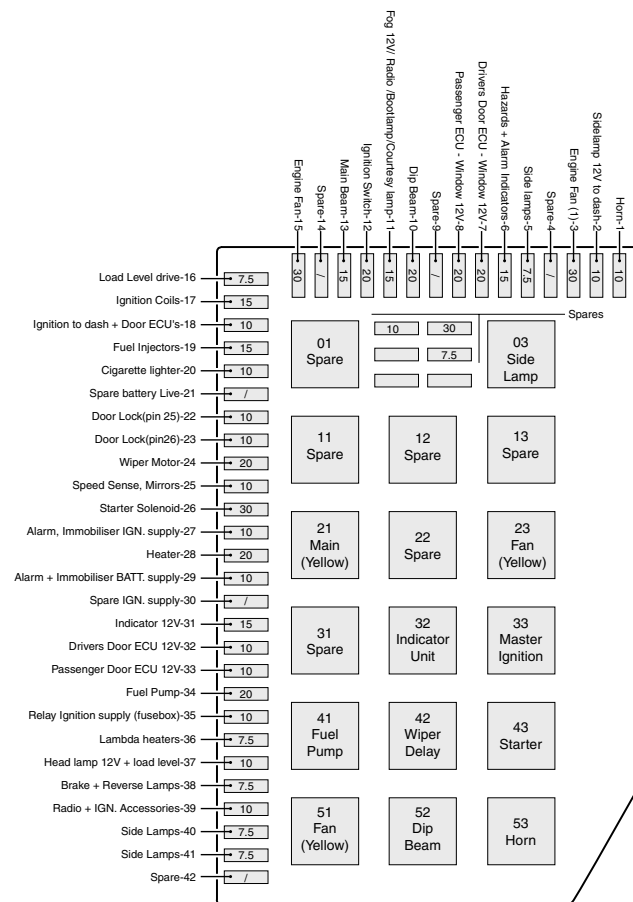 Engine Fan-15
Spare-14
Main Beam-13
Ignition Switch-12
Fog 12V/ Radio /Bootlamp/Courtesy lamp-11
Dip Beam-10
Spare-9
Passenger ECU - Window 12V-8
Drivers Door ECU - Window 12V-7
Hazards + Alarm Indicators-6
Side lamps-5
Spare-4
Engine Fan (1)-3
Sidelamp 12V to dash-2
Horn-1
30
/
15
20
15
20
/
20
20
15
7.5
/
30
10
10
Load Level drive-16 7.5
Ignition Coils-17 15
Ignition to dash + Door ECU's-18 10
Fuel Injectors-19 15
Cigarette lighter-20 10
Spare battery Live-21 /
Door Lock(pin 25)-22 10
Door Lock(pin26)-23 10
Wiper Motor-24 20
Speed Sense, Mirrors-25 10
Starter Solenoid-26 30
Alarm, Immobiliser IGN. supply-27 10
Heater-28 20
Alarm + Immobiliser BATT. supply-29 10
Spare IGN. supply-30 /
Indicator 12V-31 15
Drivers Door ECU 12V-32 10
Passenger Door ECU 12V-33 10
Fuel Pump-34 20
Relay Ignition supply (fusebox)-35 10
Lambda heaters-36 7.5
Head lamp 12V + load level-37 10
Brake + Reverse Lamps-38 7.5
Radio + IGN. Accessories-39 10
Side Lamps-40 7.5
Side Lamps-41 7.5
Spare-42 /
Spares
10 30
7.5
01
Spare
03
Side
Lamp
11
Spare
12
Spare
13
Spare
21
Main
(Yellow)
22
Spare
23
Fan
(Yellow)
31
Spare
32
Indicator
Unit
33
Master
Ignition
41
Fuel
Pump
42
Wiper
Delay
43
Starter
51
Fan
(Yellow)
52
Dip
Beam
53
Horn